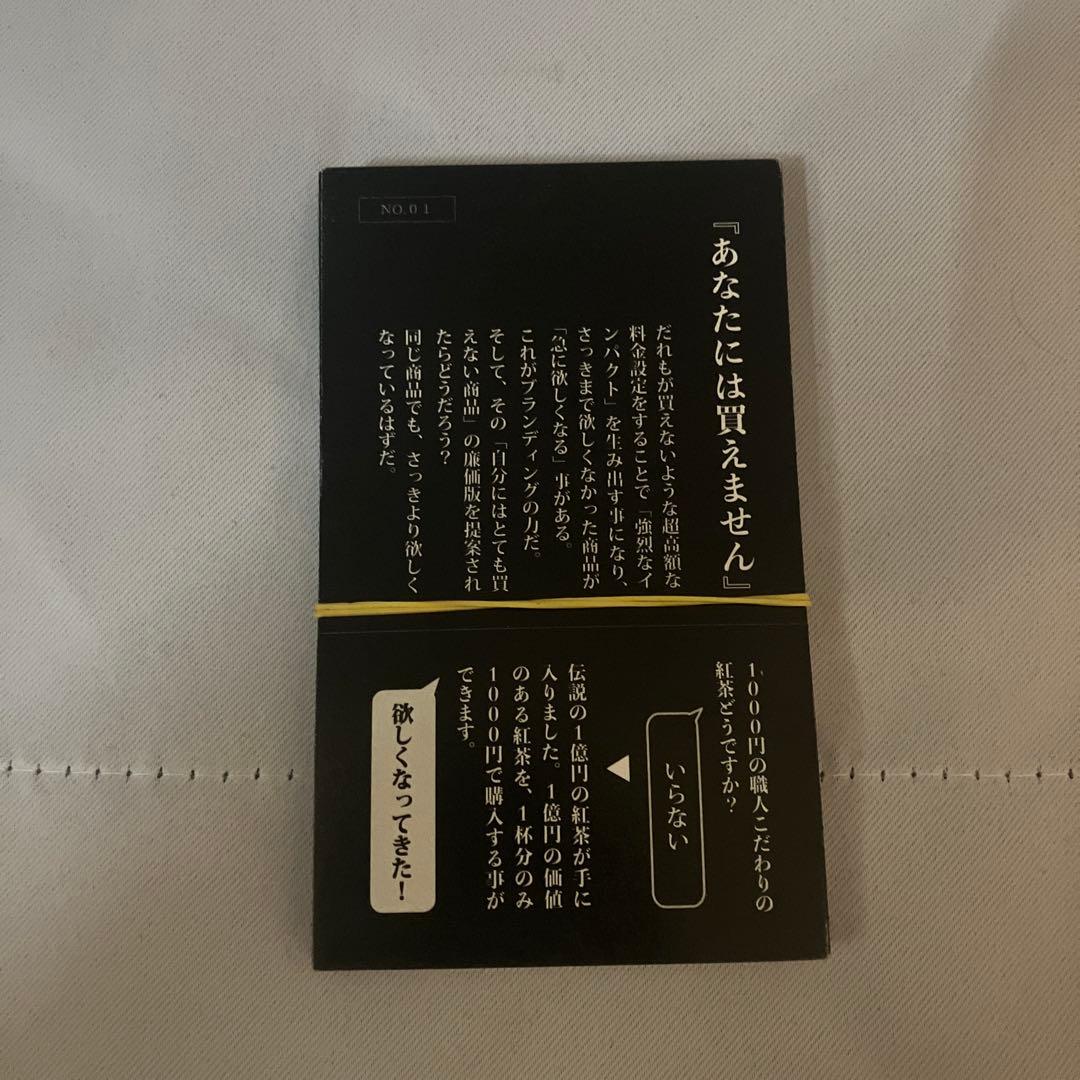 NO.01
『あなたには買えません』
だれもが買えないような超高額な
料金設定をすることで「強烈なイ
ンパクト」を生み出す事になり、
さっきまで欲しくなかった商品が
「急に欲しくなる」事がある。
これがブランディングの力だ。
そして、その「自分にはとても買
えない商品」の廉価版を提案され
たらどうだろう？
同じ商品でも、さっきより欲しく
なっているはずだ。
1,000円の職人こだわりの
紅茶どうですか？
いらない
伝説の1億円の紅茶が手に
入りました。1億円の価値
のある紅茶を、1杯分のみ
1000円で購入する事が
できます。
欲しくなってきた！